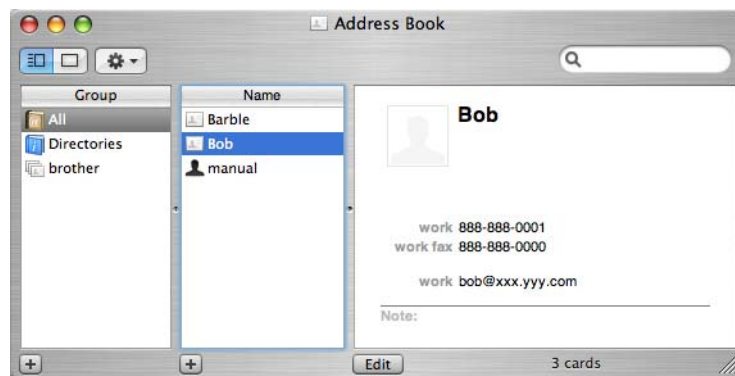 Address Book
Group
All
Directories
brother
Name
Barble
Bob
manual
Bob
work 888-888-0001
work fax 888-888-0000
work bob@xxx.yyy.com
Note:
+
+
Edit
3 cards